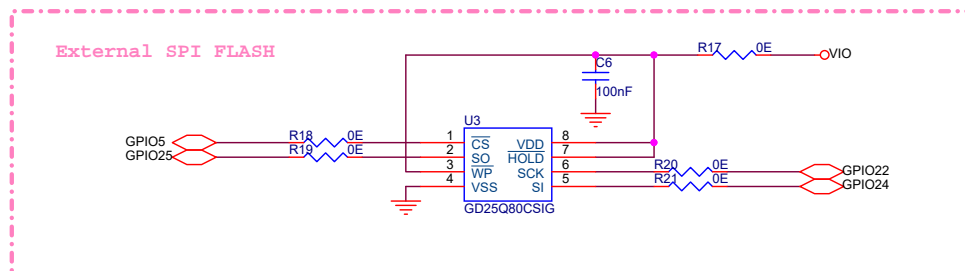 External SPI FLASH
R17 0E
VIO
C6
100nF
U3
GPIO5 R18 0E 1 CS VDD 8
GPIO25 R19 0E 2 SO HOLD 7
3 WP SCK 6 R20 0E GPIO22
4 VSS SI 5 R21 0E GPIO24
GD25Q80CSIG